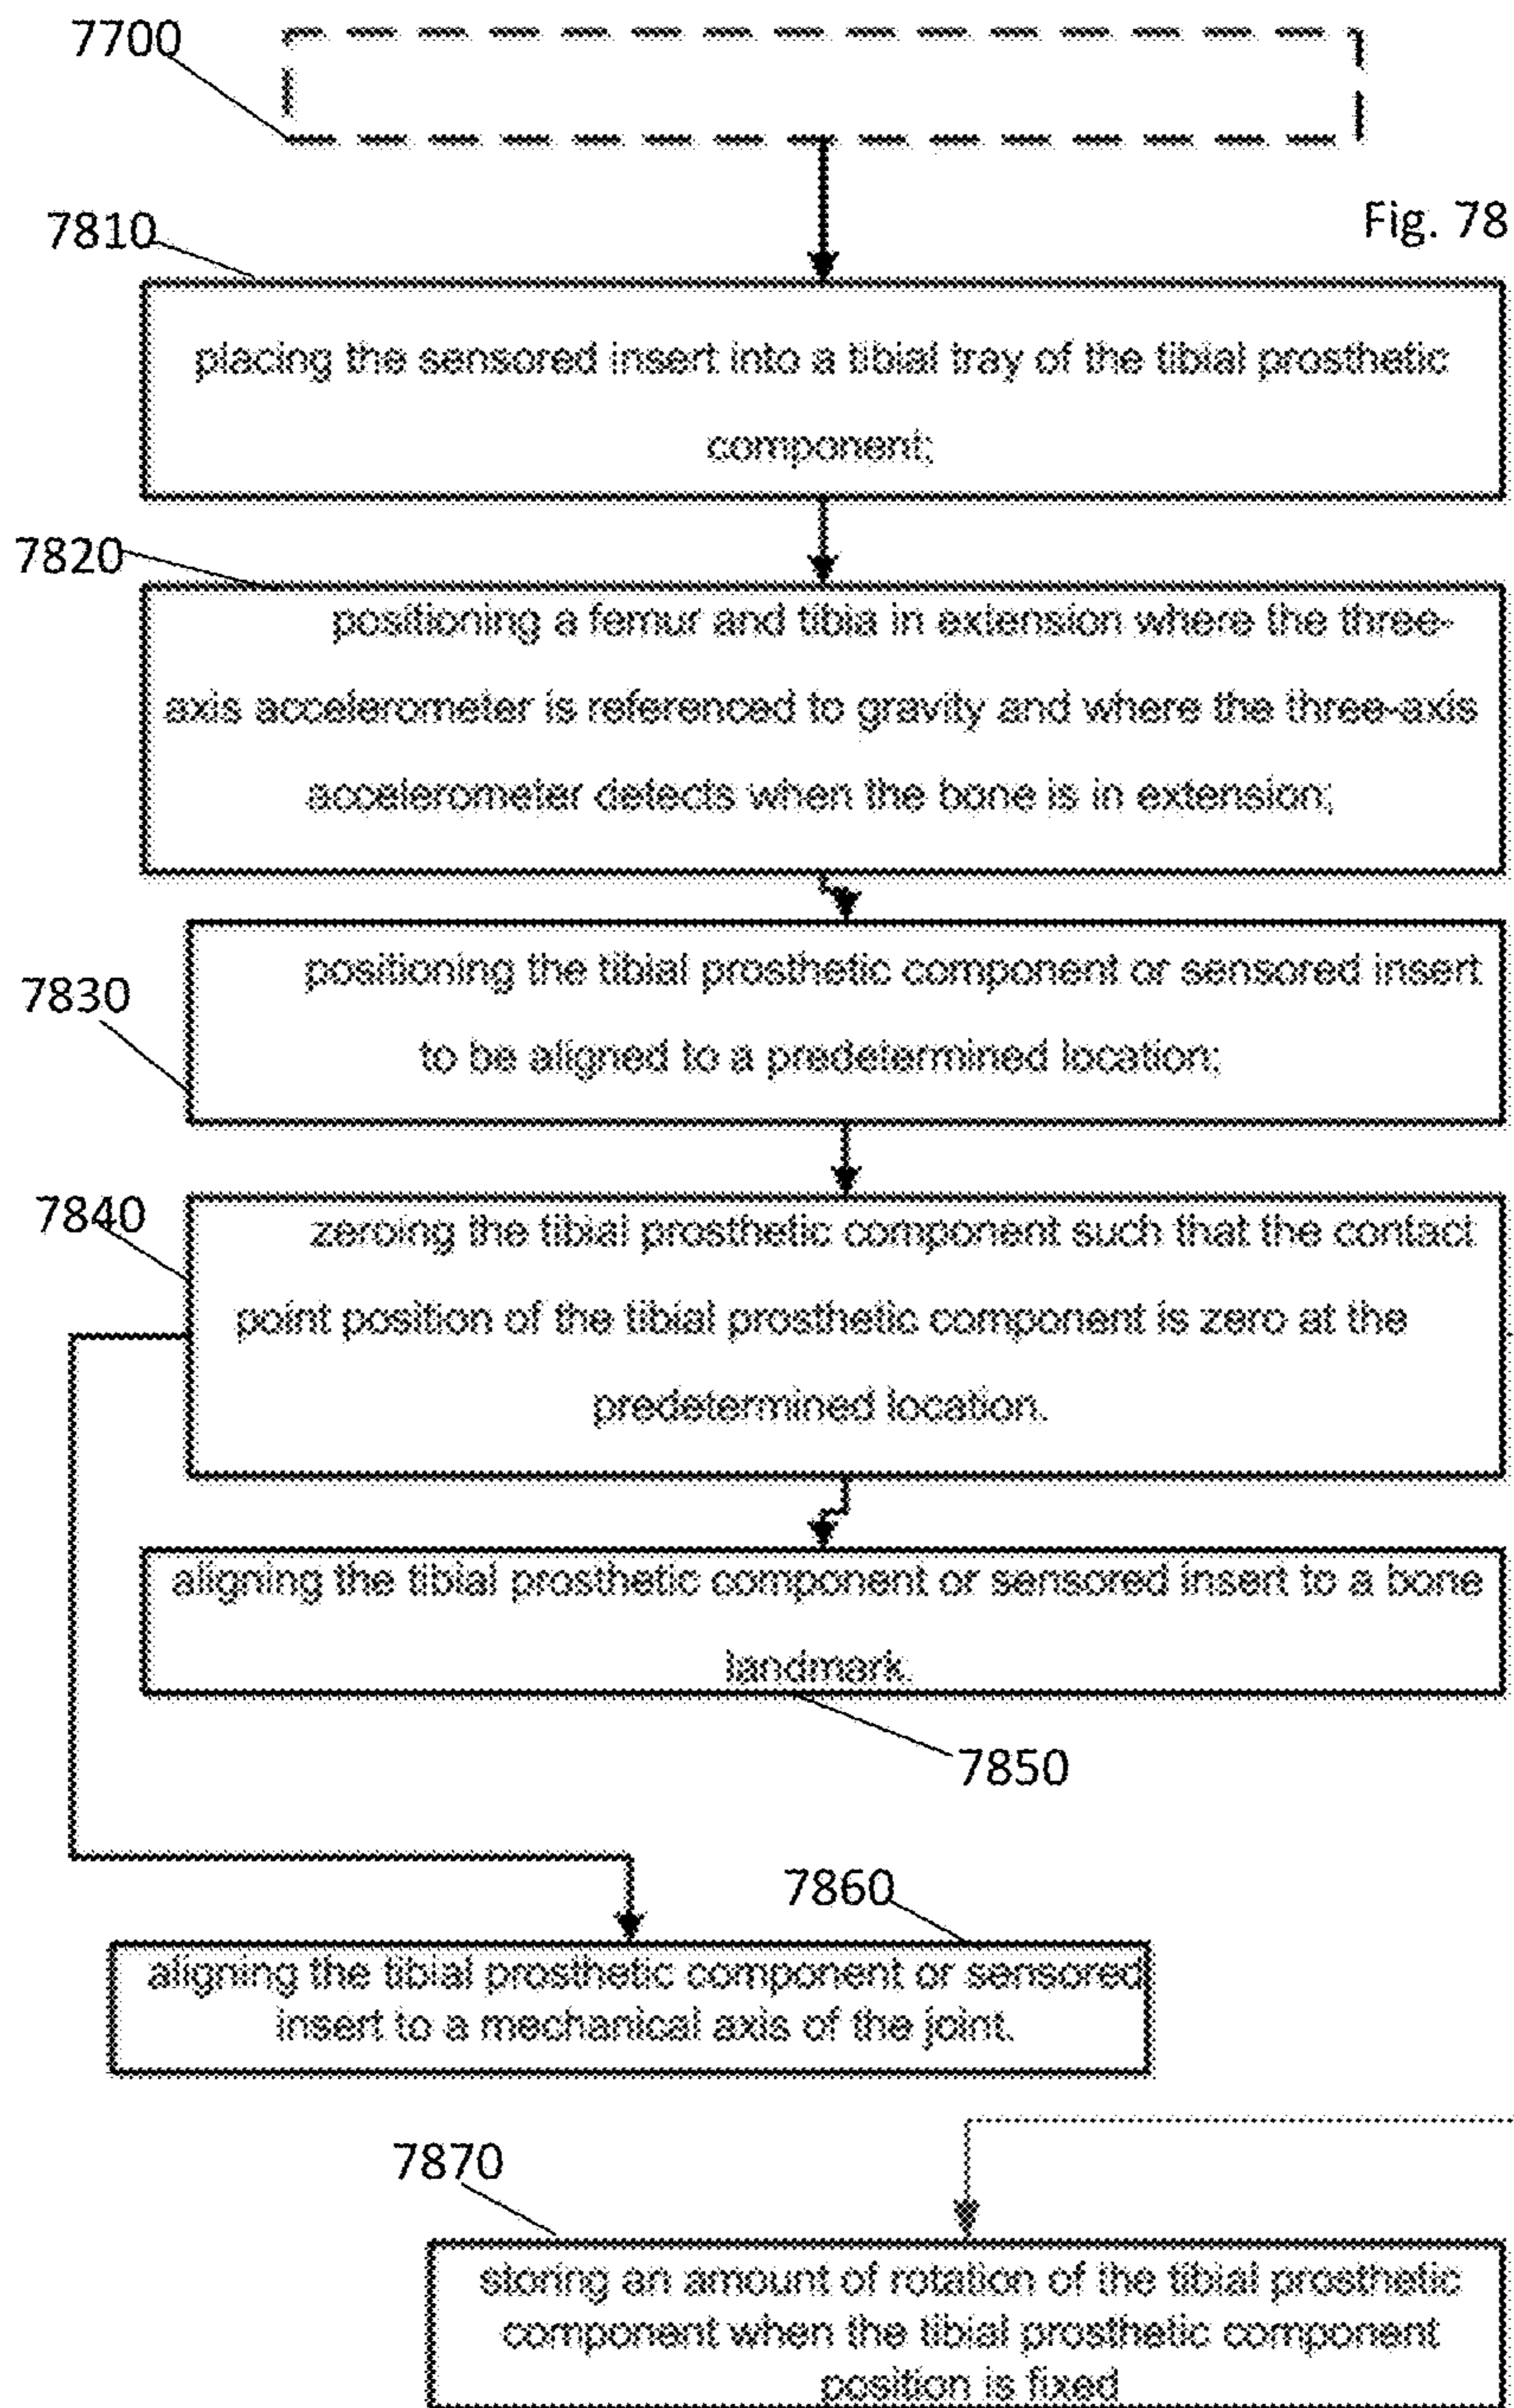 7700
7810
Fig. 78
placing the sensored insert into a tibial tray of the tibial prosthetic
component;
7820
positioning a femur and tibia in extension where the three-
axis accelerometer is referenced to gravity and where the three-axis
accelerometer detects when the bone is in extension;
7830
positioning the tibial prosthetic component or sensored insert
to be aligned to a predetermined location;
7840
zeroing the tibial prosthetic component such that the contact
point position of the tibial prosthetic component is zero at the
predetermined location.
aligning the tibial prosthetic component or sensored insert to a bone
landmark.
7850
7860
aligning the tibial prosthetic component or sensored
insert to a mechanical axis of the joint.
7870
storing an amount of rotation of the tibial prosthetic
component when the tibial prosthetic component
position is fixed